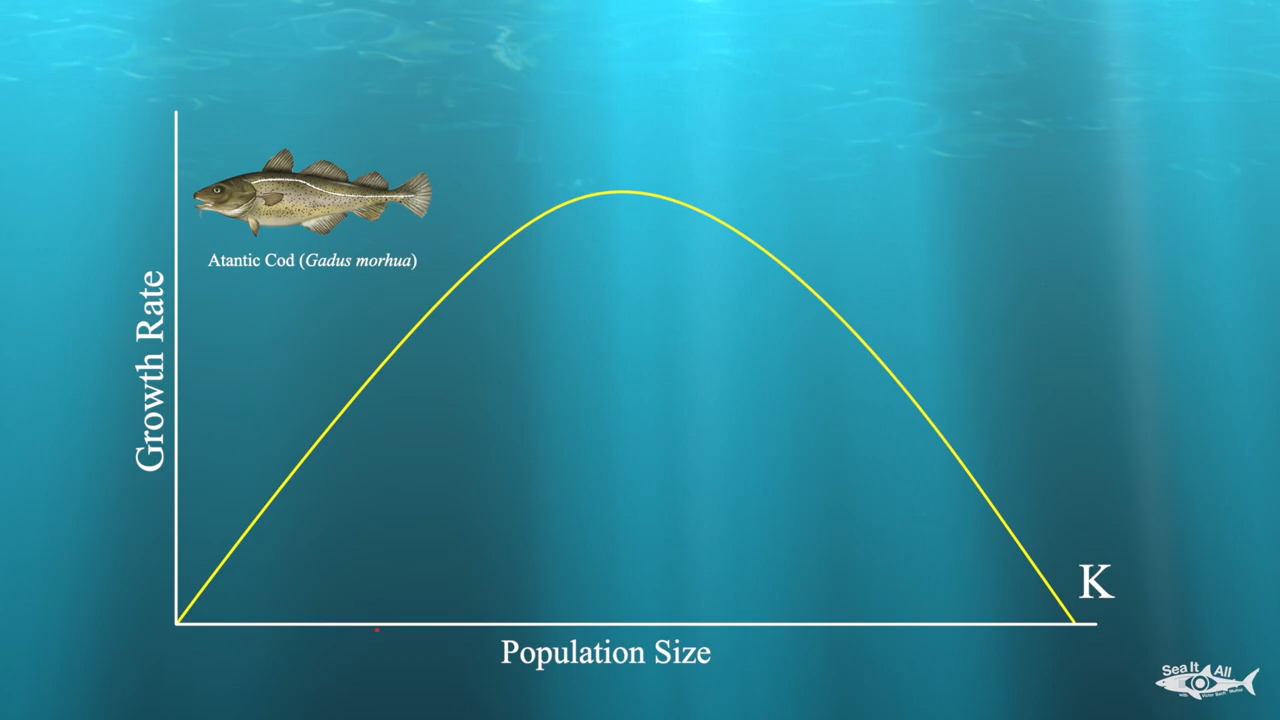 Atantic Cod (Gadus morhua)
Growth Rate
K
Population Size
Sea It All